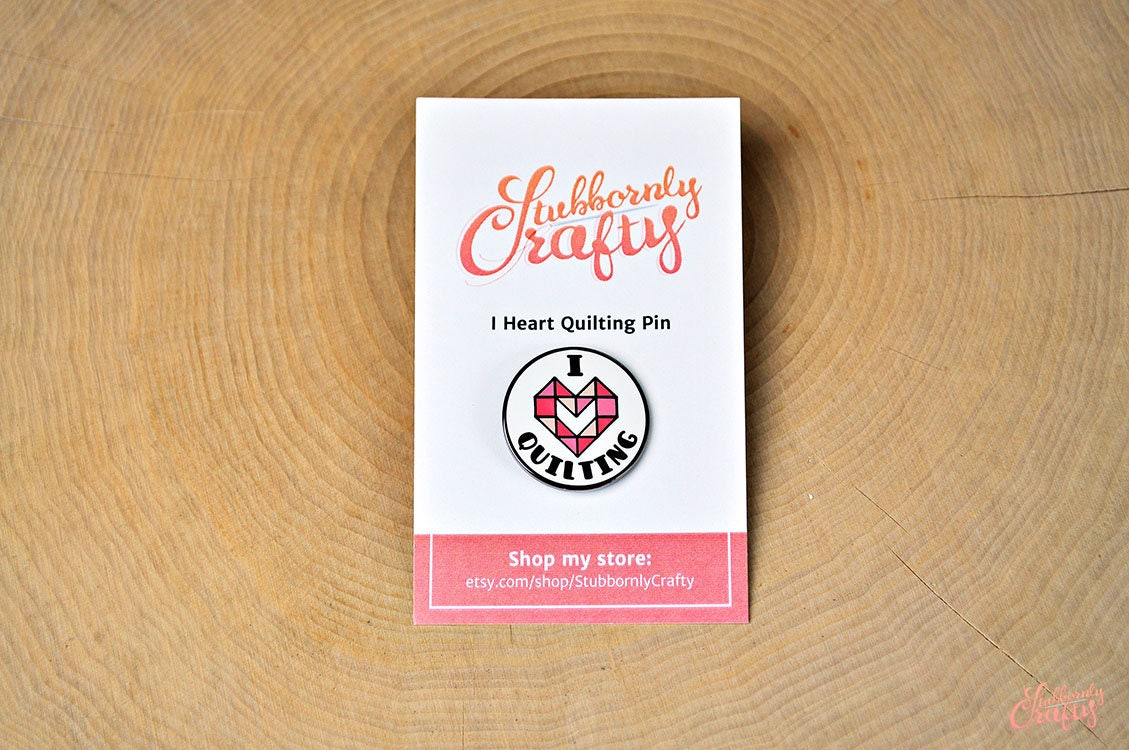 Stubbornly
Crafty
I Heart Quilting Pin
I
QUILTING
Shop my store:
etsy.com/shop/StubbornlyCrafty
Stubbornly
Crafty